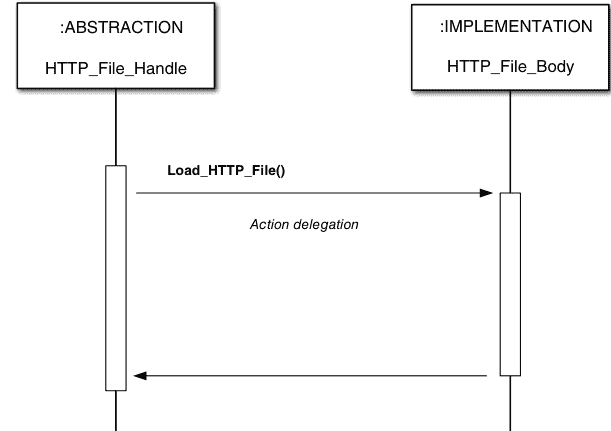 :ABSTRACTION
HTTP_File_Handle
:IMPLEMENTATION
HTTP_File_Body
Load_HTTP_File()
Action delegation